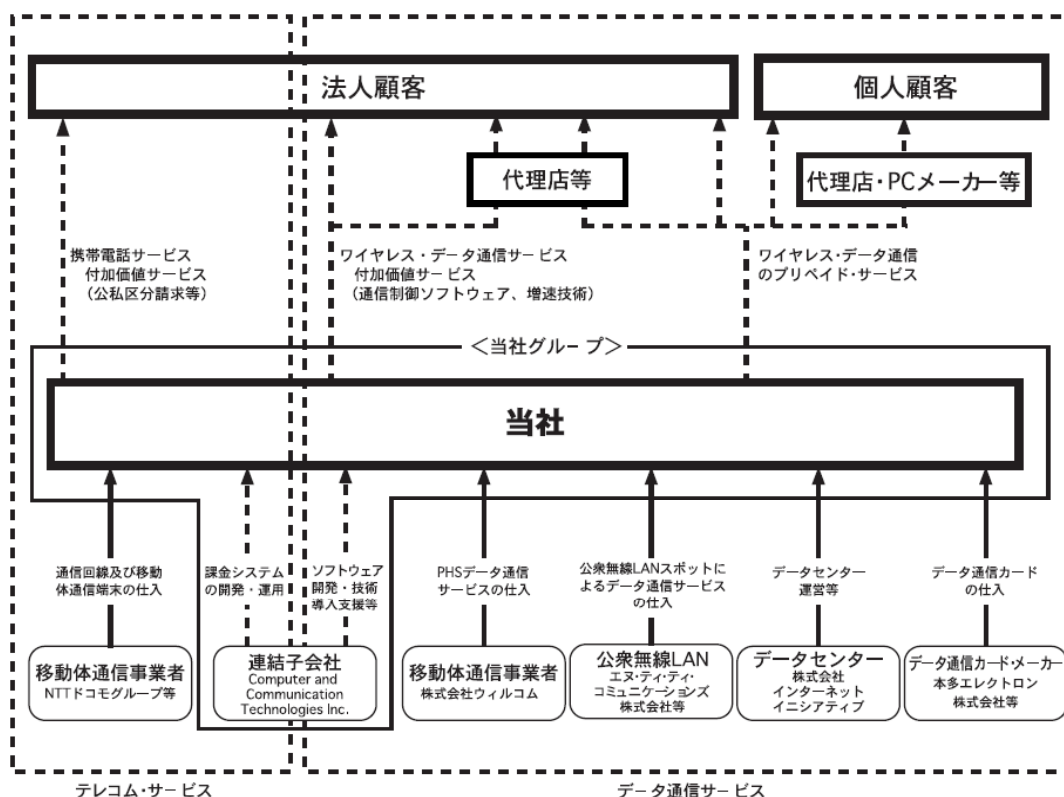 法人顧客
個人顧客
代理店等
代理店・PCメーカー等
携帯電話サービス
付加価値サービス
(公私区分請求等)
ワイヤレス・データ通信サービス
付加価値サービス
(通信制御ソフトウェア、増速技術)
ワイヤレス・データ通信
のプリペイド・サービス
＜当社グループ＞
当社
通信回線及び移動
体通信端末の仕入
課金システム
の開発・運用
ソフトウェア
開発・技術
導入支援等
PHSデータ通信
サービスの仕入
公衆無線LANスポットに
よるデータ通信サービス
の仕入
データセンター
運営等
データ通信カード
の仕入
移動体通信事業者
NTTドコモグループ等
連結子会社
Computer and
Communication
Technologies Inc.
移動体通信事業者
株式会社ウィルコム
公衆無線LAN
エヌ・ティ・ティ・
コミュニケーションズ
株式会社等
データセンター
株式会社
インターネット
イニシアティブ
データ通信カード・メーカー
本多エレクトロン
株式会社等
テレコム・サービス
データ通信サービス